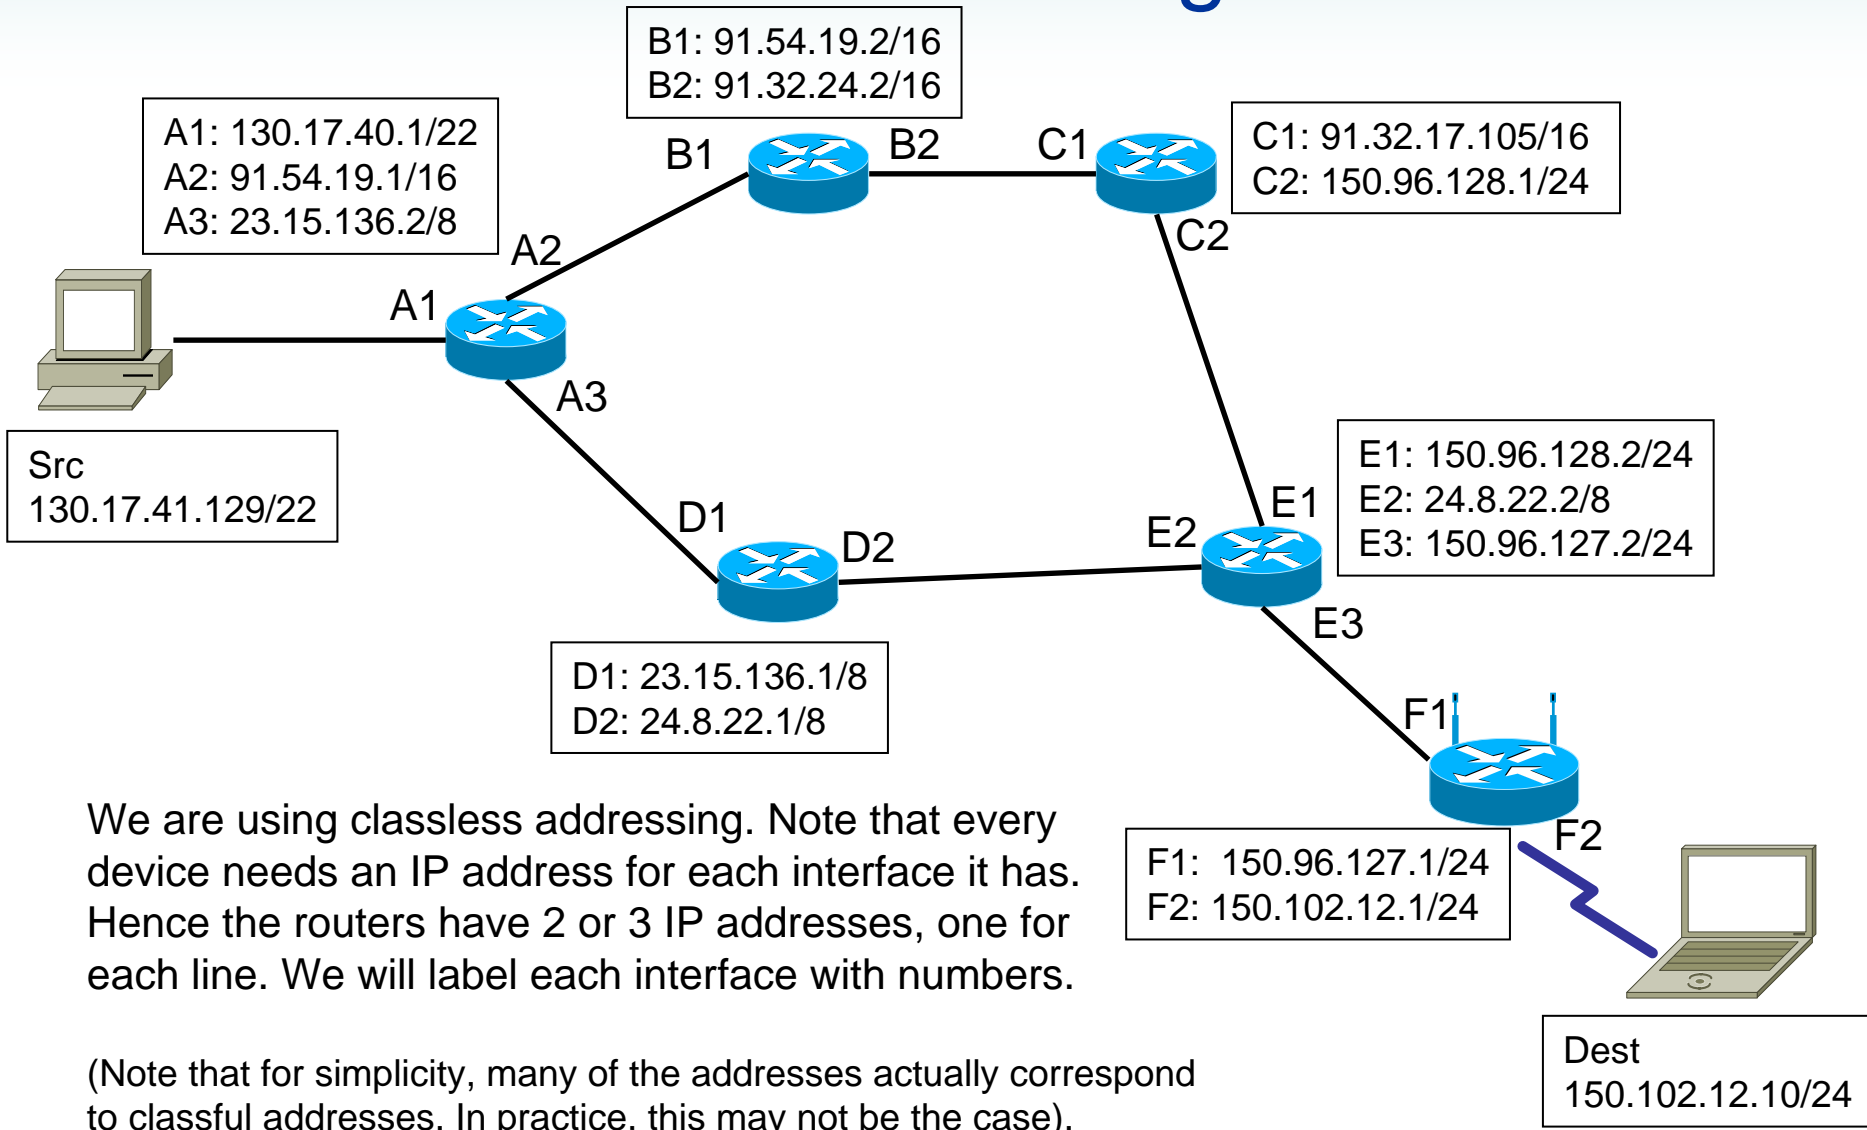 B1: 91.54.19.2/16
B2: 91.32.24.2/16
A1: 130.17.40.1/22
A2: 91.54.19.1/16
A3: 23.15.136.2/8
C1: 91.32.17.105/16
C2: 150.96.128.1/24
B1
B2
C1
A2
C2
A1
A3
Src
130.17.41.129/22
E1: 150.96.128.2/24
E2: 24.8.22.2/8
E3: 150.96.127.2/24
D1
D2
E2
E1
E3
D1: 23.15.136.1/8
D2: 24.8.22.1/8
F1
F2
F1: 150.96.127.1/24
F2: 150.102.12.1/24
We are using classless addressing. Note that every
device needs an IP address for each interface it has.
Hence the routers have 2 or 3 IP addresses, one for
each line. We will label each interface with numbers.
(Note that for simplicity, many of the addresses actually correspond
to classful addresses. In practice, this may not be the case).
Dest
150.102.12.10/24